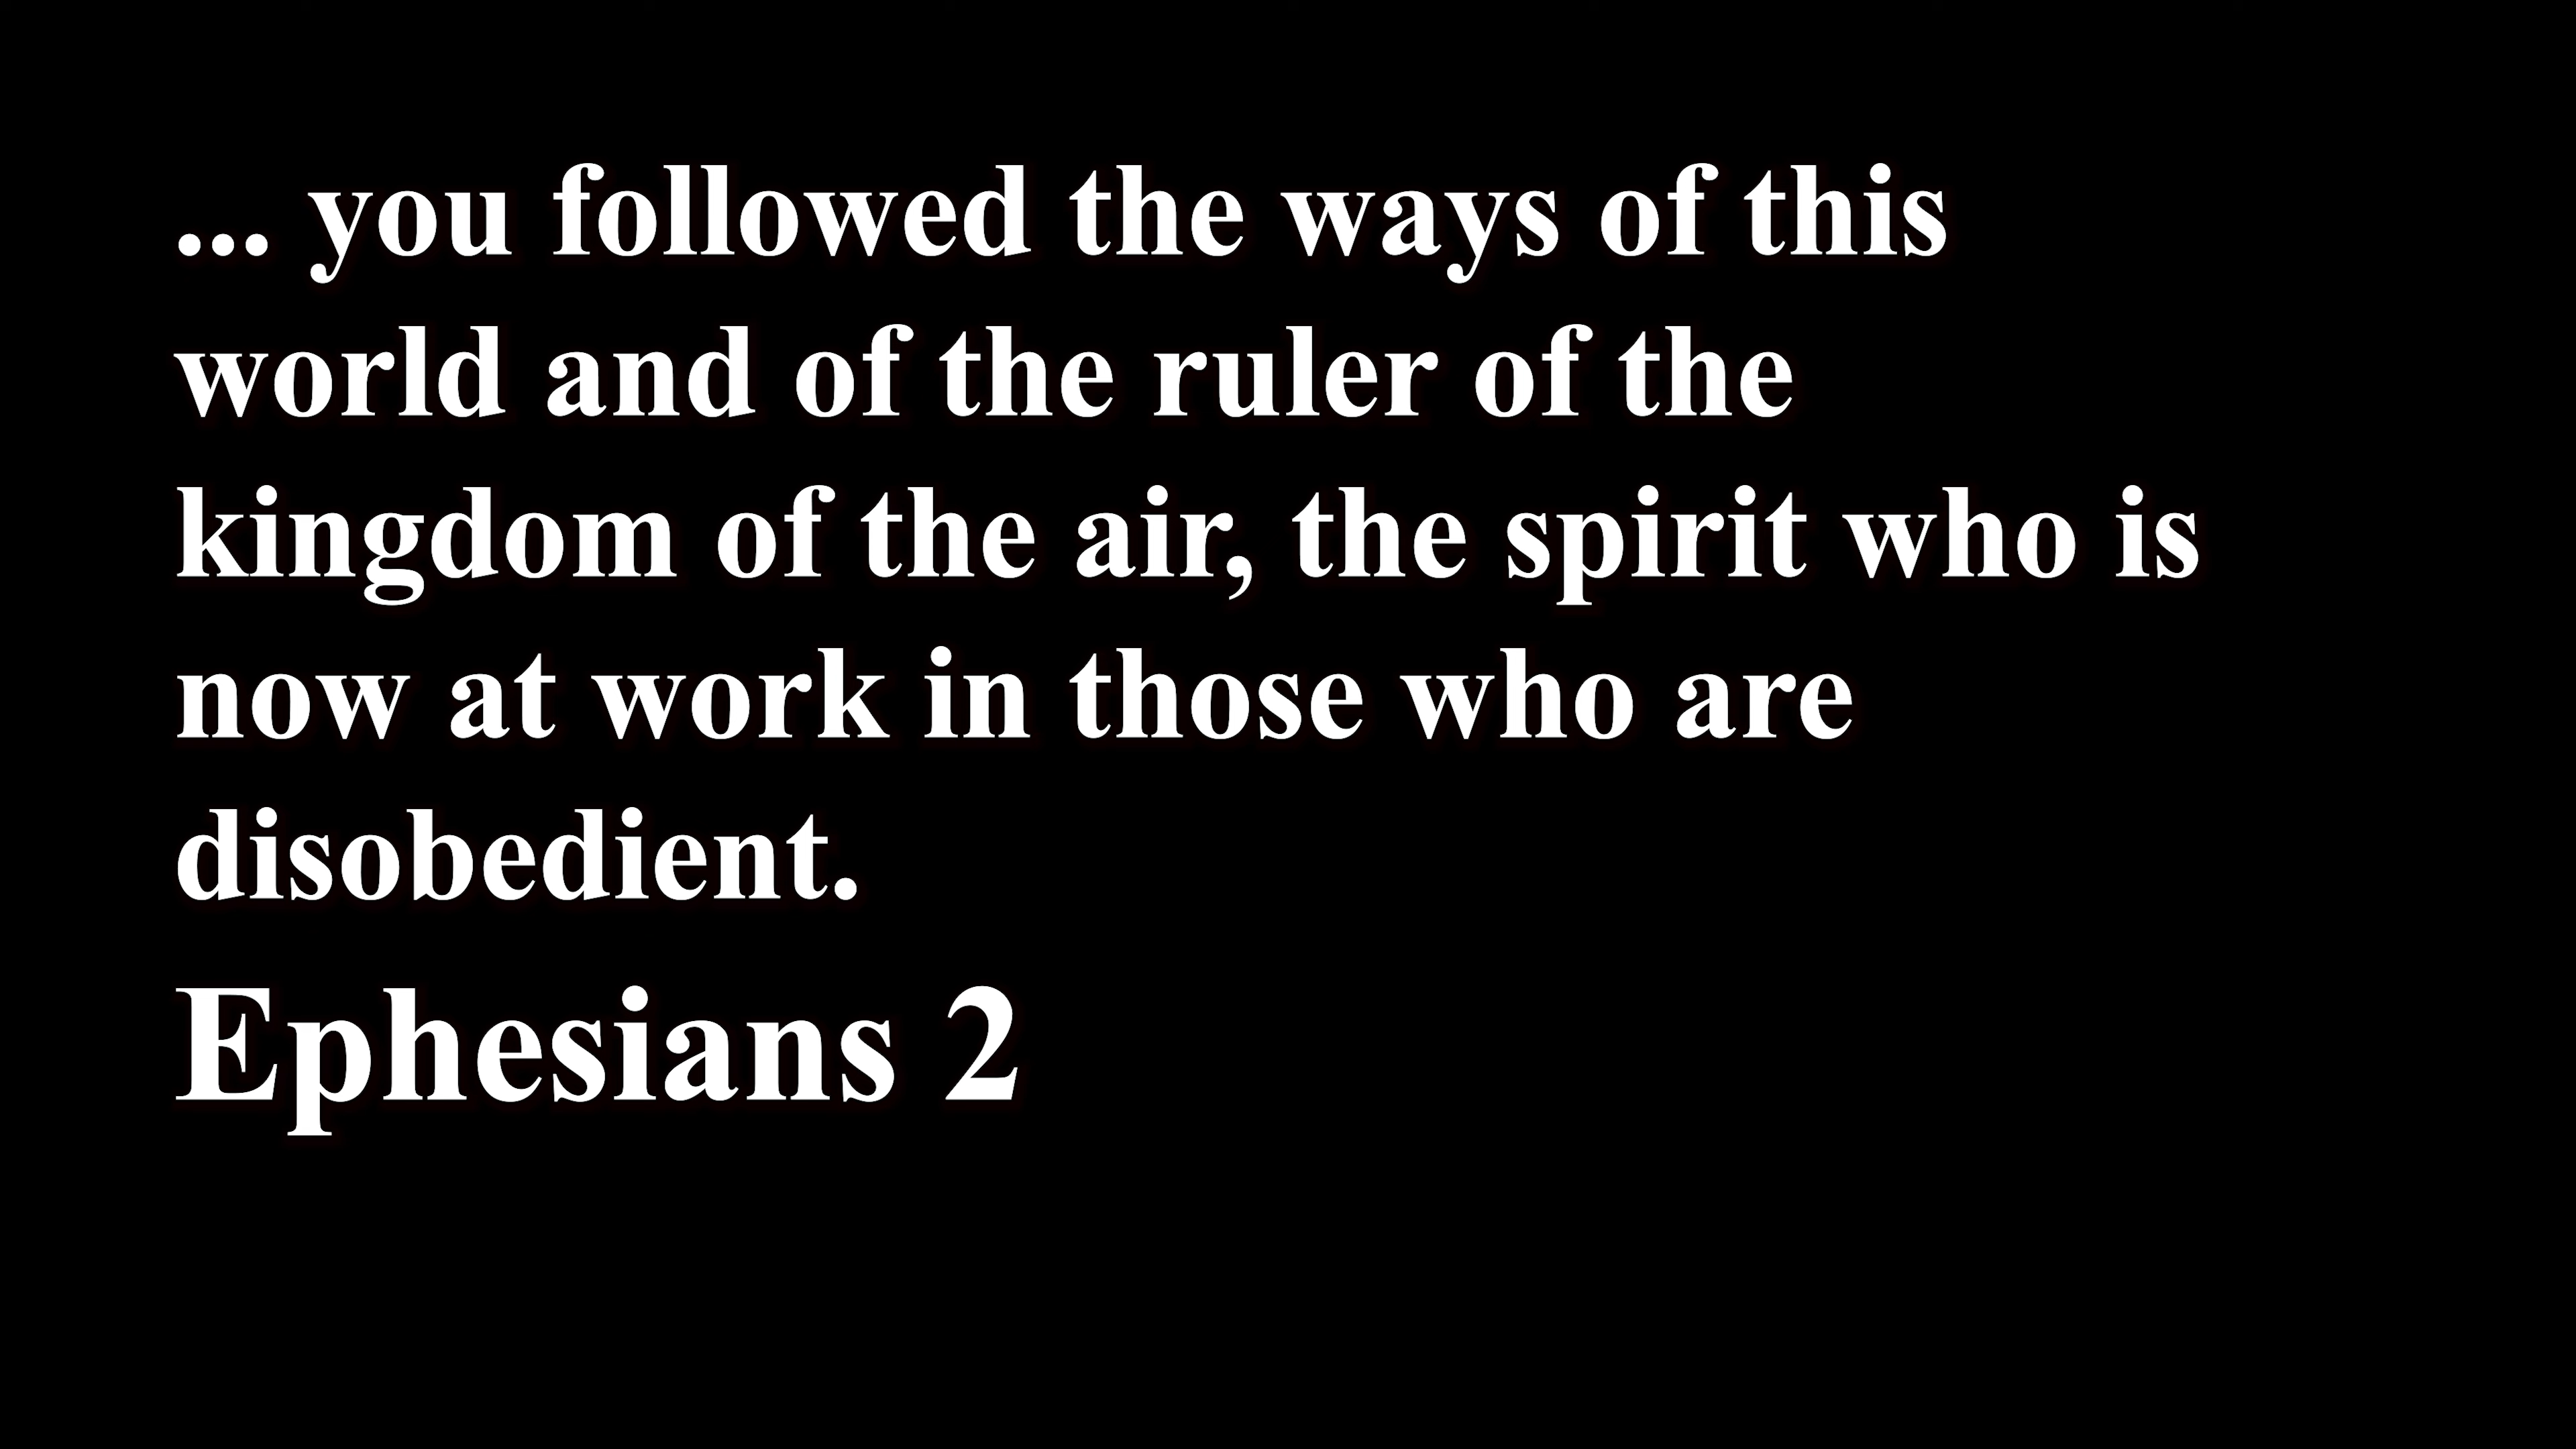 ... you followed the ways of this
world and of the ruler of the
kingdom of the air, the spirit who is
now at work in those who are
disobedient.
Ephesians 2